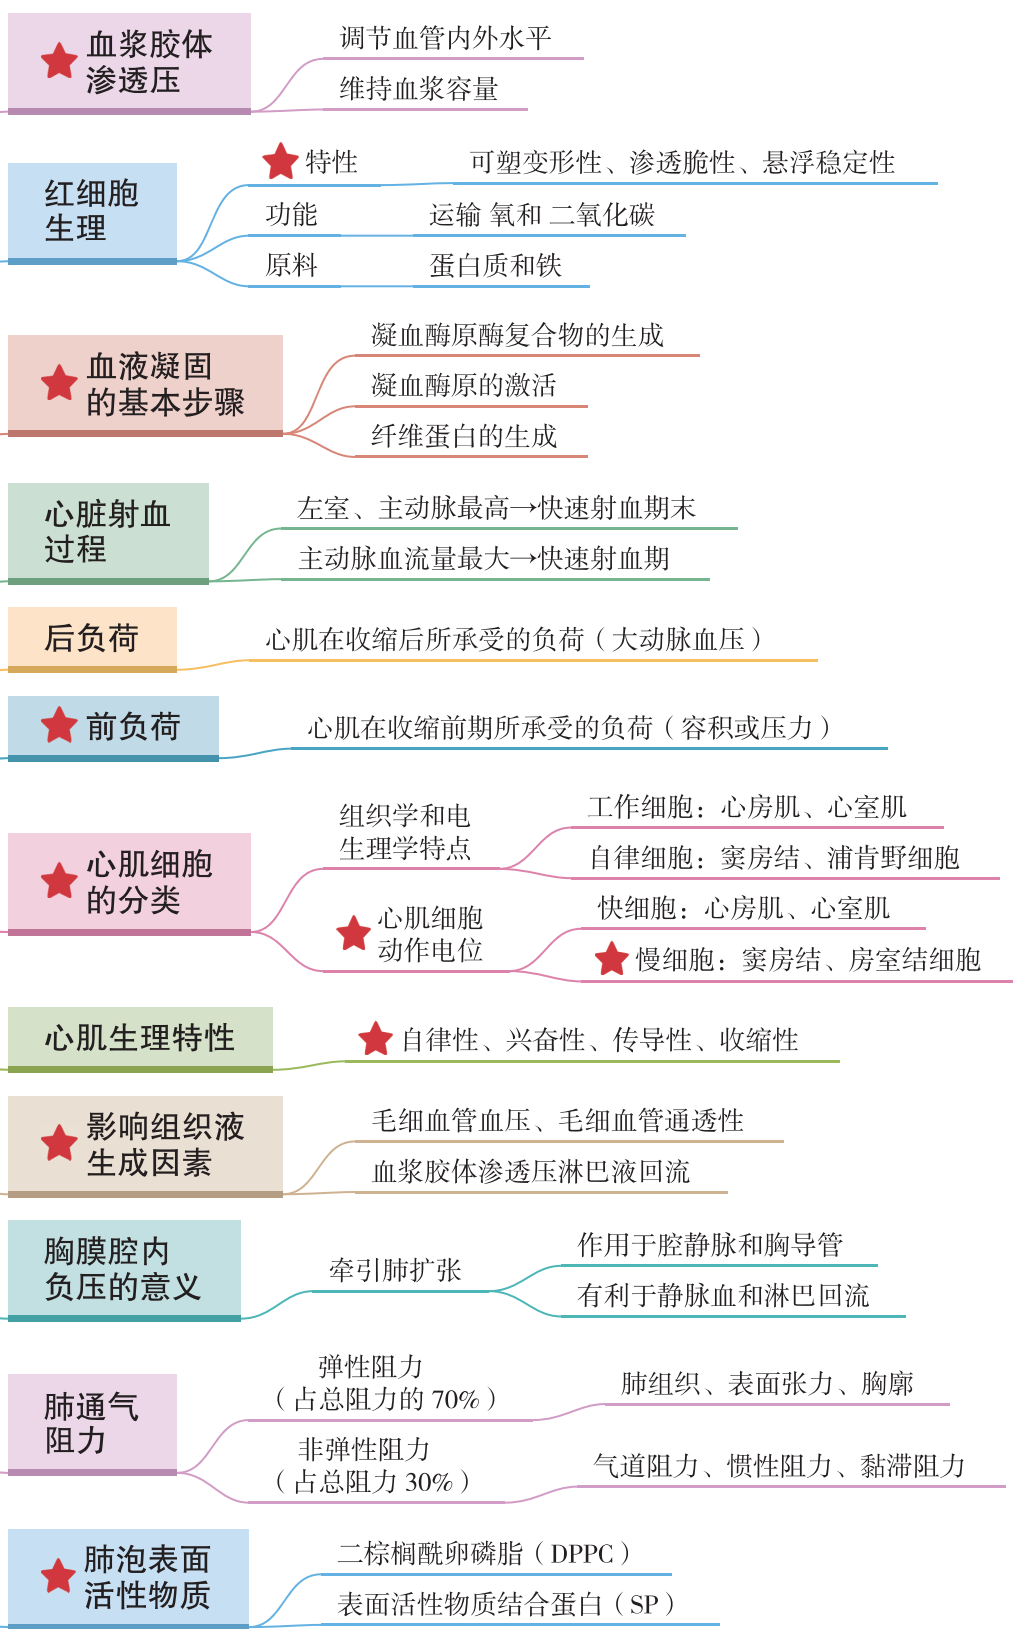 血浆胶体
渗透压
调节血管内外水平
维持血浆容量
红细胞
生理
特性
可塑变形性、渗透脆性、悬浮稳定性
功能
运输 氧和 二氧化碳
原料
蛋白质和铁
血液凝固
的基本步骤
凝血酶原酶复合物的生成
凝血酶原的激活
纤维蛋白的生成
心脏射血
过程
左室、主动脉最高→快速射血期末
主动脉血流量最大→快速射血期
后负荷
心肌在收缩后所承受的负荷（大动脉血压）
前负荷
心肌在收缩前期所承受的负荷（容积或压力）
心肌细胞
的分类
组织学和电
生理学特点
工作细胞：心房肌、心室肌
自律细胞：窦房结、浦肯野细胞
心肌细胞
动作电位
快细胞：心房肌、心室肌
慢细胞：窦房结、房室结细胞
心肌生理特性
自律性、兴奋性、传导性、收缩性
影响组织液
生成因素
毛细血管血压、毛细血管通透性
血浆胶体渗透压淋巴液回流
胸膜腔内
负压的意义
牵引肺扩张
作用于腔静脉和胸导管
有利于静脉血和淋巴回流
肺通气
阻力
弹性阻力
（占总阻力的 70%）
肺组织、表面张力、胸廓
非弹性阻力
（占总阻力 30%）
气道阻力、惯性阻力、黏滞阻力
肺泡表面
活性物质
二棕榈酰卵磷脂（DPPC）
表面活性物质结合蛋白（SP）